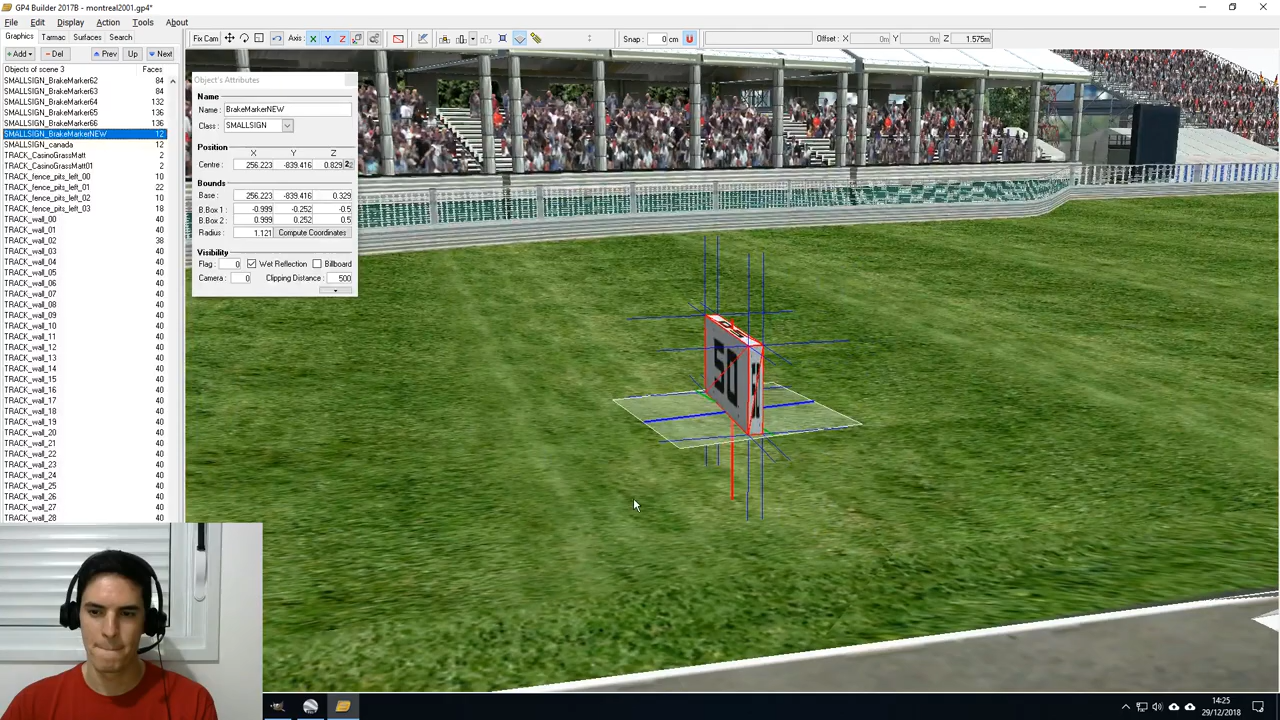 GP4 Builder 2017B - montreal2001.gp4*
File Edit Display Action Tools About
Graphics Tarmac Surfaces Search
Fix Cam Axis: X Y Z Snap : 0 cm Offset : X 0m Y 0m Z 1.575m
+Add Del Prev Up Next
Objects of scene 3 Faces
SMALLSIGN_BrakeMarker62 84
SMALLSIGN_BrakeMarker63 84
SMALLSIGN_BrakeMarker64 132
SMALLSIGN_BrakeMarker65 136
SMALLSIGN_BrakeMarker66 136
SMALLSIGN_BrakeMarkerNEW 12
SMALLSIGN_canada 12
TRACK_CasinoGrassMatt 2
TRACK_CasinoGrassMatt01 2
TRACK_fence_pits_left_00 10
TRACK_fence_pits_left_01 22
TRACK_fence_pits_left_02 10
TRACK_fence_pits_left_03 18
TRACK_wall_00 40
TRACK_wall_01 40
TRACK_wall_02 38
TRACK_wall_03 40
TRACK_wall_04 40
TRACK_wall_05 40
TRACK_wall_06 40
TRACK_wall_07 40
TRACK_wall_08 40
TRACK_wall_09 40
TRACK_wall_10 40
TRACK_wall_11 40
TRACK_wall_12 40
TRACK_wall_13 40
TRACK_wall_14 40
TRACK_wall_15 40
TRACK_wall_16 40
TRACK_wall_17 40
TRACK_wall_18 40
TRACK_wall_19 40
TRACK_wall_20 40
TRACK_wall_21 40
TRACK_wall_22 40
TRACK_wall_23 40
TRACK_wall_24 40
TRACK_wall_25 40
TRACK_wall_26 40
TRACK_wall_27 40
TRACK_wall_28 40
Object's Attributes
Name
Name : BrakeMarkerNEW
Class : SMALLSIGN
Position
X Y Z
Centre : 256.223 -839.416 0.829
Bounds
Base : 256.223 -839.416 0.329
B.Box 1 : -0.999 -0.252 -0.5
B.Box 2 : 0.999 0.252 0.5
Radius : 1.121 Compute Coordinates
Visibility
Flag : 0 Wet Reflection Billboard
Camera : 0 Clipping Distance : 500
50
50
50
14:25
29/12/2018